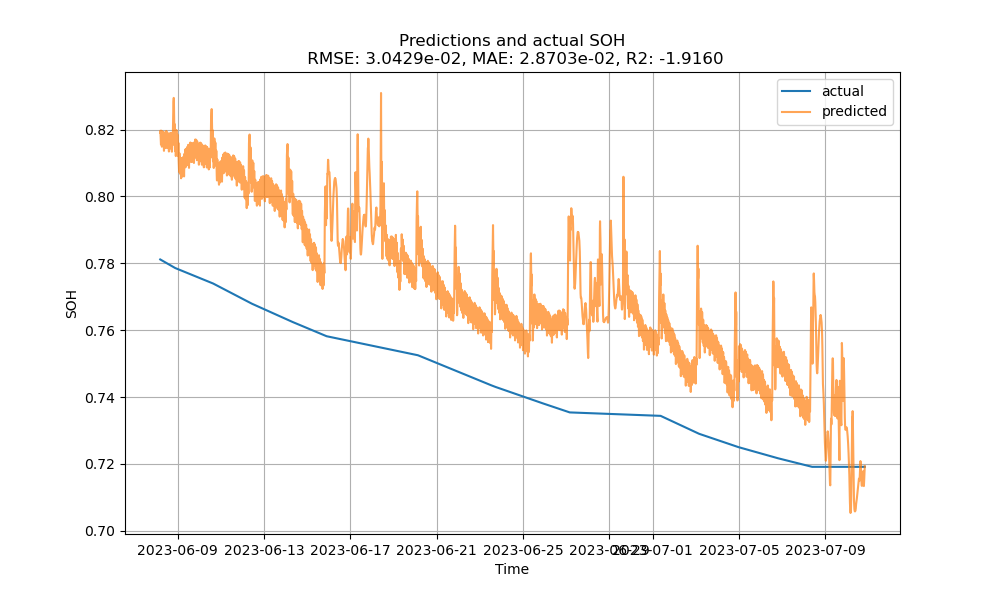 Predictions and actual SOH
RMSE: 3.0429e-02, MAE: 2.8703e-02, R2: -1.9160
actual
predicted
0.82
0.80
0.78
0.76
0.74
0.72
0.70
SOH
2023-06-09 2023-06-13 2023-06-17 2023-06-21 2023-06-25 2023-06-29 2023-07-01 2023-07-05 2023-07-09
Time